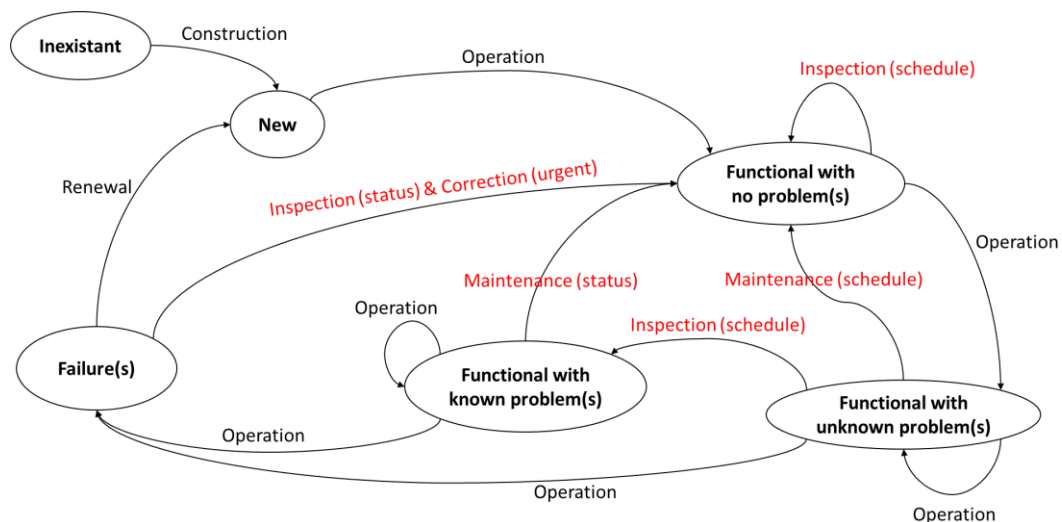 Inexistant
Construction
Operation
Inspection (schedule)
New
Functional with
no problem(s)
Renewal
Inspection (status) & Correction (urgent)
Operation
Maintenance (status)
Maintenance (schedule)
Operation
Inspection (schedule)
Failure(s)
Functional with
known problem(s)
Functional with
unknown problem(s)
Operation
Operation
Operation